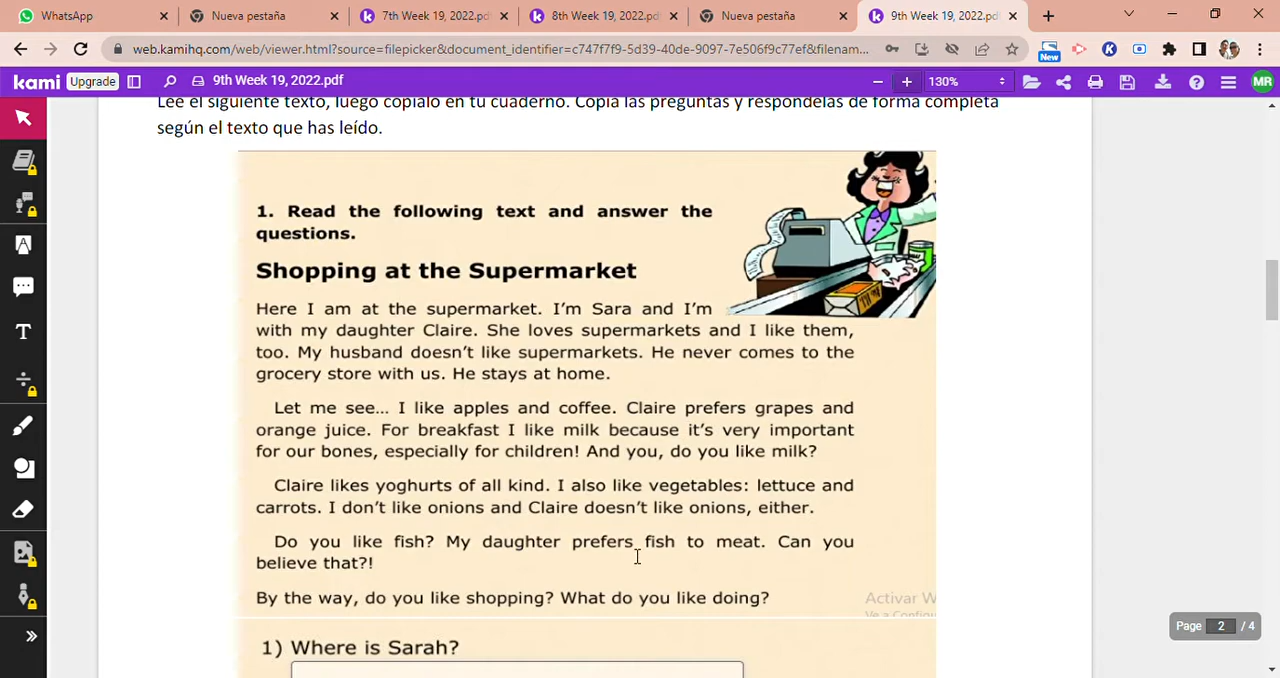 WhatsApp
Nueva pestaña
7th Week 19, 2022.pd
8th Week 19, 2022.pd
Nueva pestaña
9th Week 19, 2022.pd
web.kamihq.com/web/viewer.html?source=filepicker&document_identifier=c747f7f9-5d39-40de-9097-7e506f9c77ef&filenam...
New
kami Upgrade
9th Week 19, 2022.pdf
130%
MR
Lee el siguiente texto, luego cópialo en tu cuaderno. Copia las preguntas y respóndelas de forma completa
según el texto que has leído.
1. Read the following text and answer the
questions.
Shopping at the Supermarket
Here I am at the supermarket. I'm Sara and I'm
with my daughter Claire. She loves supermarkets and I like them,
too. My husband doesn't like supermarkets. He never comes to the
grocery store with us. He stays at home.
Let me see... I like apples and coffee. Claire prefers grapes and
orange juice. For breakfast I like milk because it's very important
for our bones, especially for children! And you, do you like milk?
Claire likes yoghurts of all kind. I also like vegetables: lettuce and
carrots. I don't like onions and Claire doesn't like onions, either.
Do you like fish? My daughter prefers fish to meat. Can you
believe that?!
By the way, do you like shopping? What do you like doing?
Activar W
Ve a Configu
1) Where is Sarah?
Page 2 / 4